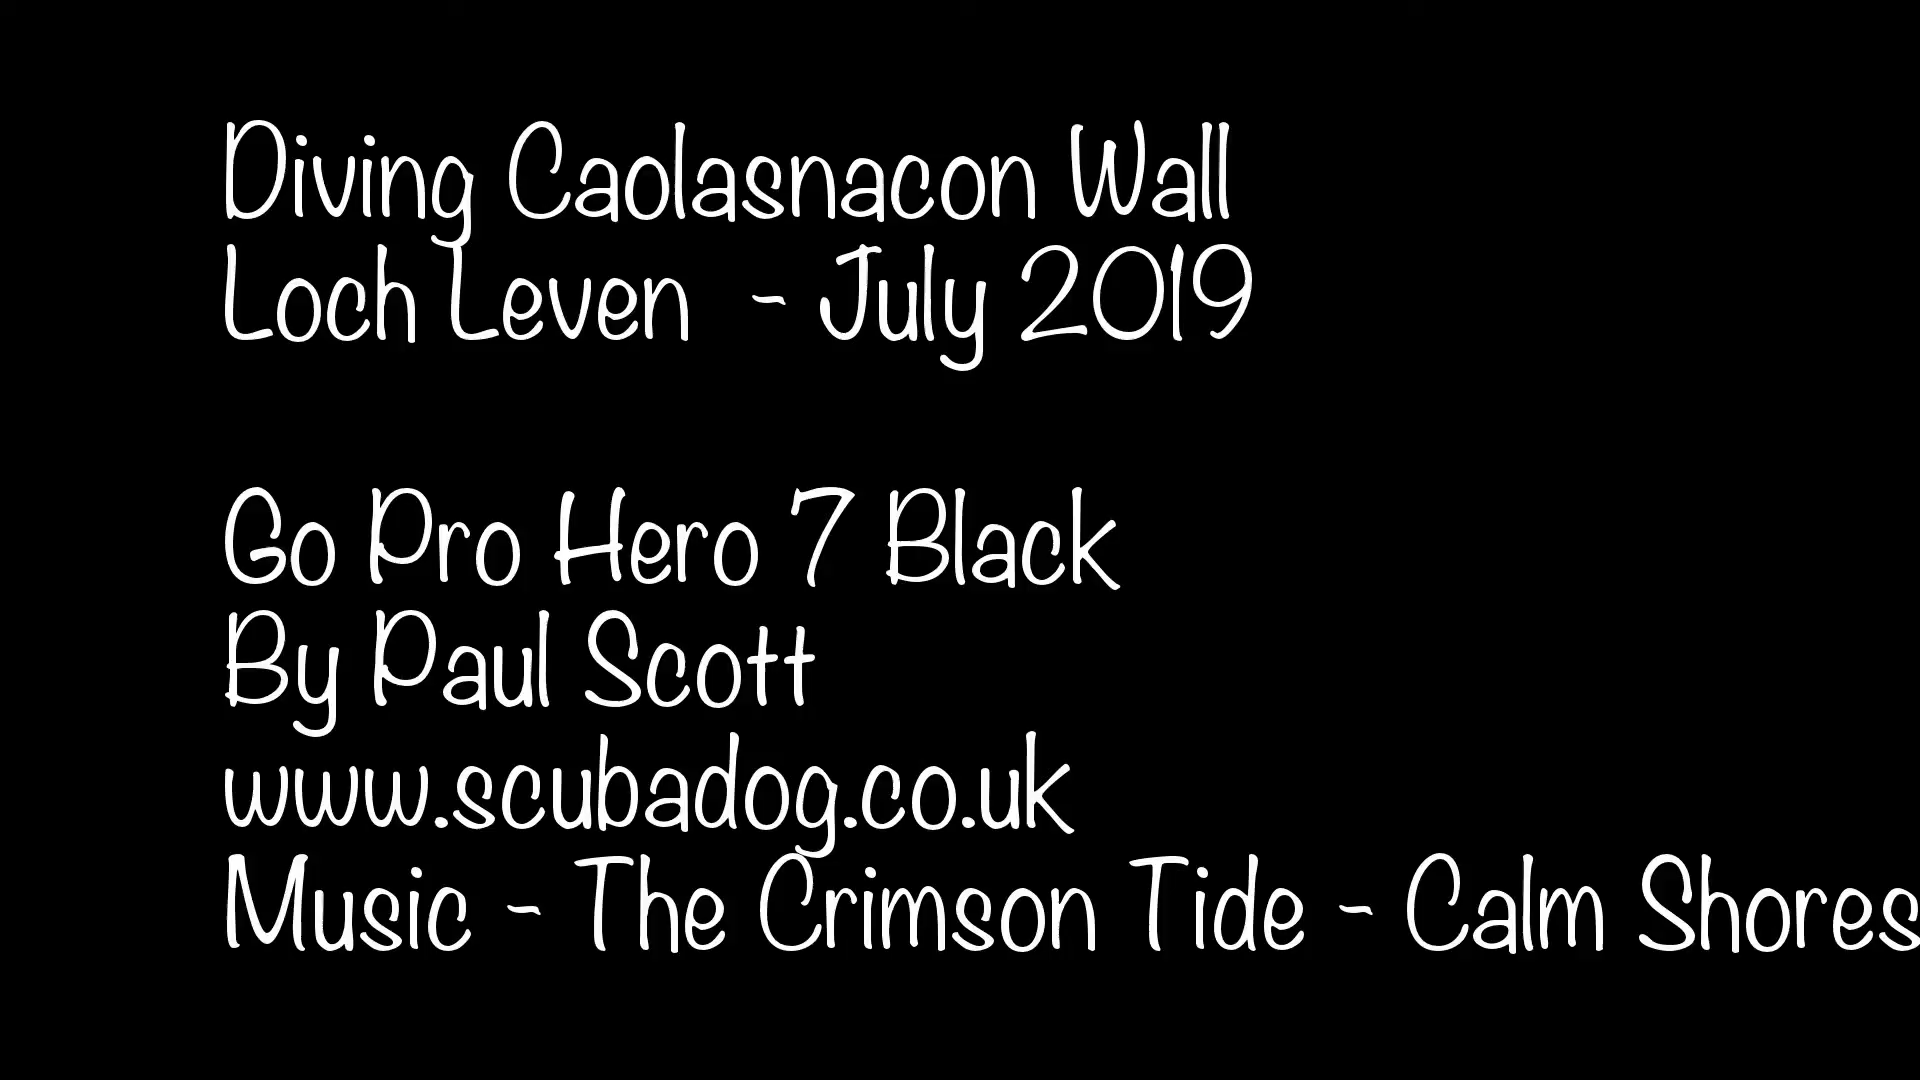 Diving Caolasnacon Wall
Loch Leven - July 2019
Go Pro Hero 7 Black
By Paul Scott
www.scubadog.co.uk
Music - The Crimson Tide - Calm Shores